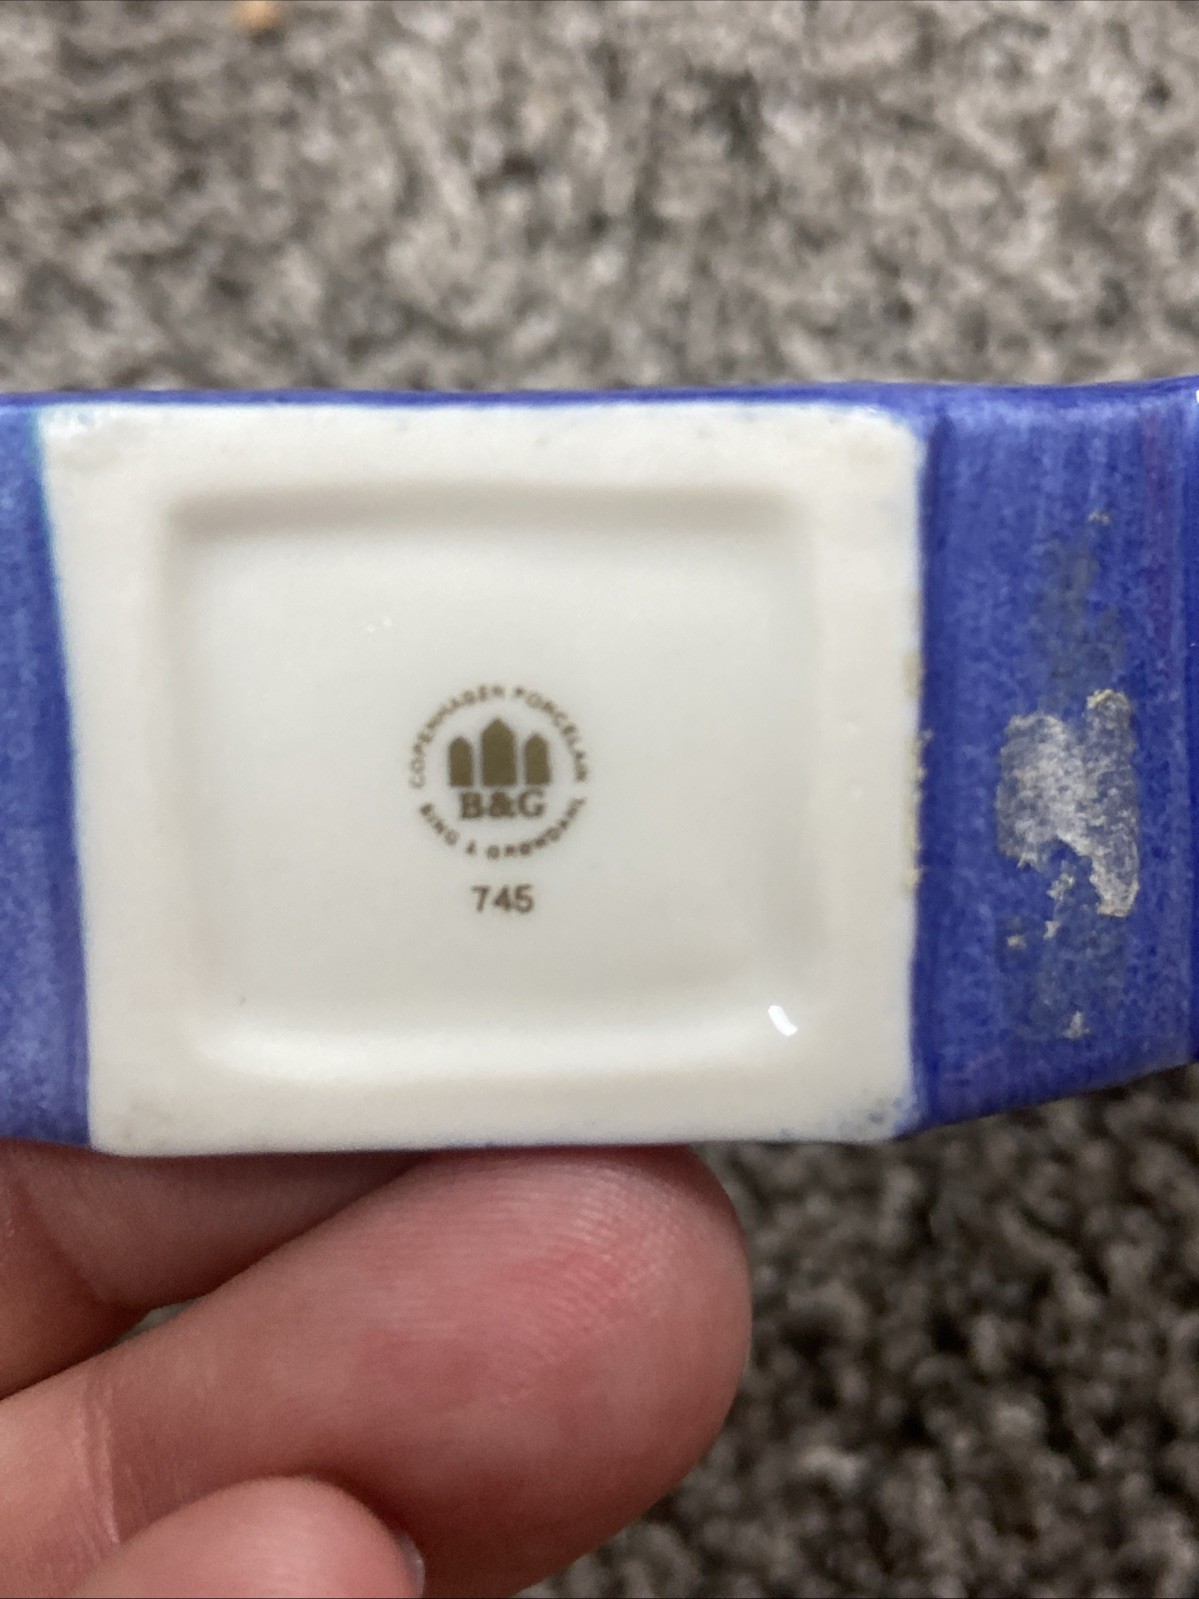 COPENHAGEN PORCELAIN
B&G
BING & GRØNDAHL
745